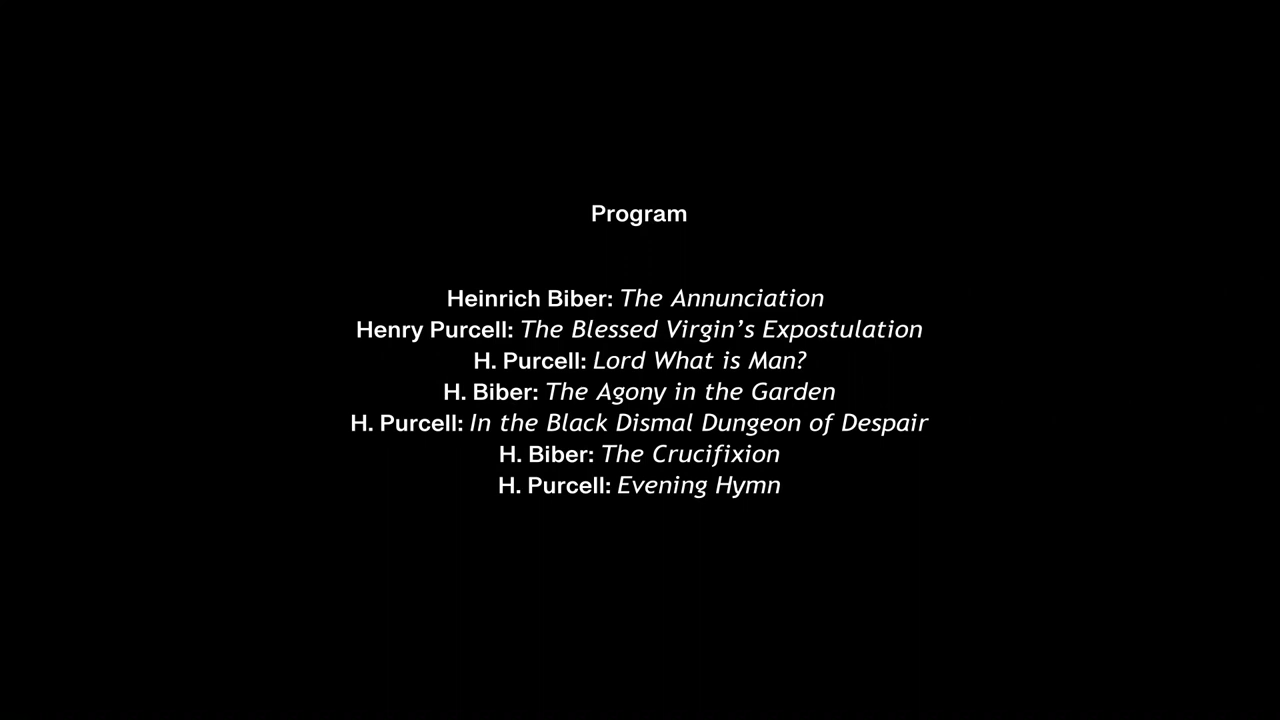 Program
Heinrich Biber: The Annunciation
Henry Purcell: The Blessed Virgin’s Expostulation
H. Purcell: Lord What is Man?
H. Biber: The Agony in the Garden
H. Purcell: In the Black Dismal Dungeon of Despair
H. Biber: The Crucifixion
H. Purcell: Evening Hymn